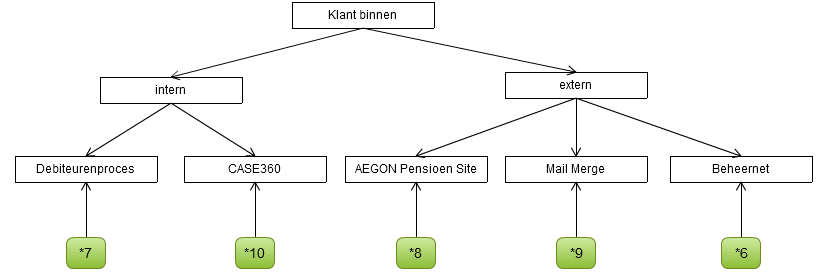 Klant binnen
intern
extern
Debiteurenproces
CASE360
AEGON Pensioen Site
Mail Merge
Beheernet
*7
*10
*8
*9
*6